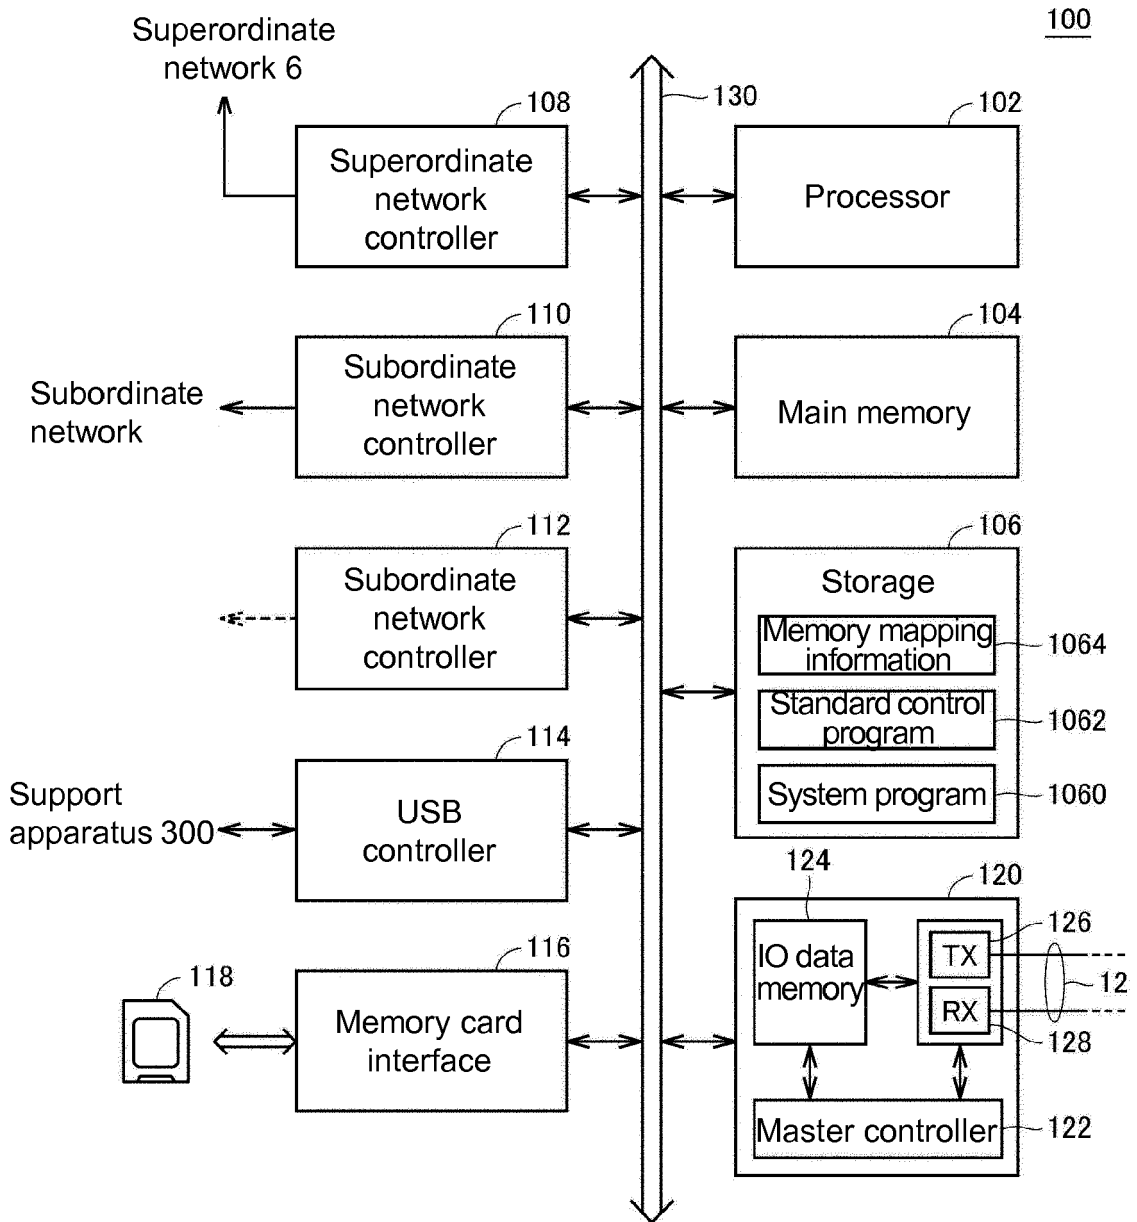 100
Superordinate
network 6
108
Superordinate
network
controller
130
102
Processor
110
Subordinate
network
controller
Subordinate
network
104
Main memory
112
Subordinate
network
controller
106
Storage
Memory mapping
information
1064
Standard control
program
1062
System program
1060
114
USB
controller
Support
apparatus 300
116
Memory card
interface
118
120
124
IO data
memory
126
TX
RX
128
12
Master controller
122